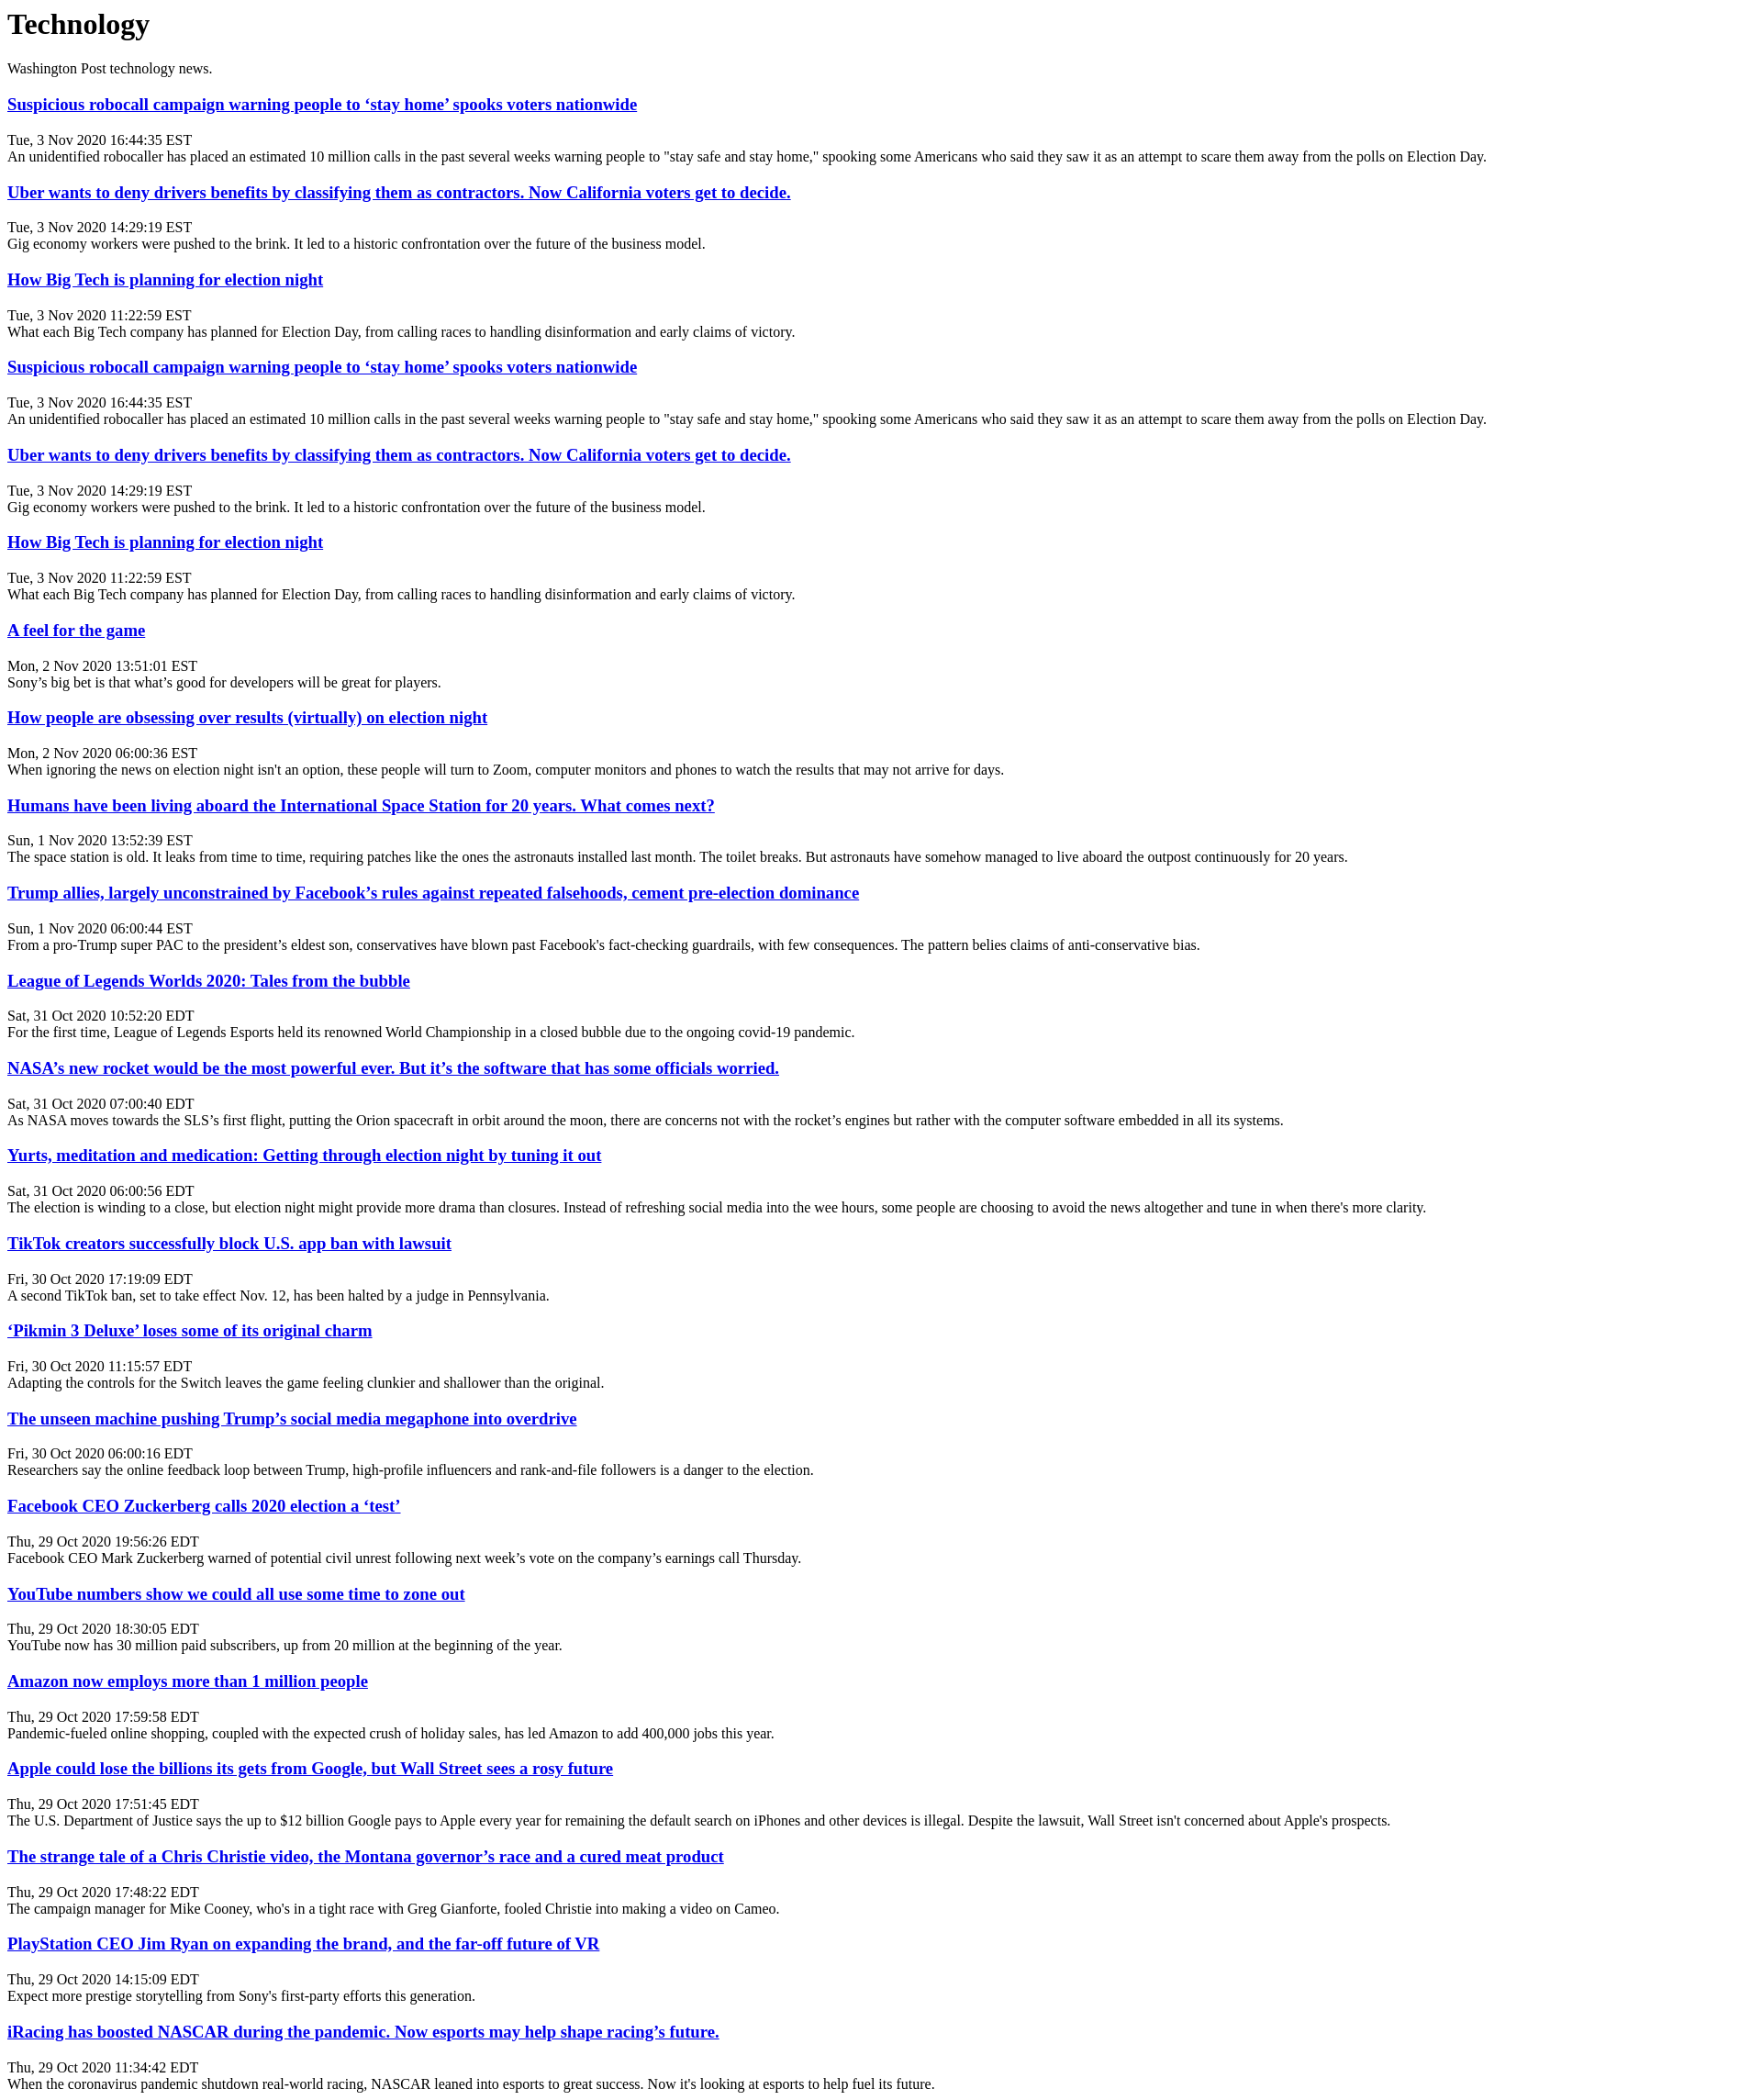 Technology
Washington Post technology news.
Suspicious robocall campaign warning people to ‘stay home’ spooks voters nationwide
Tue, 3 Nov 2020 16:44:35 EST
An unidentified robocaller has placed an estimated 10 million calls in the past several weeks warning people to "stay safe and stay home," spooking some Americans who said they saw it as an attempt to scare them away from the polls on Election Day.
Uber wants to deny drivers benefits by classifying them as contractors. Now California voters get to decide.
Tue, 3 Nov 2020 14:29:19 EST
Gig economy workers were pushed to the brink. It led to a historic confrontation over the future of the business model.
How Big Tech is planning for election night
Tue, 3 Nov 2020 11:22:59 EST
What each Big Tech company has planned for Election Day, from calling races to handling disinformation and early claims of victory.
Suspicious robocall campaign warning people to ‘stay home’ spooks voters nationwide
Tue, 3 Nov 2020 16:44:35 EST
An unidentified robocaller has placed an estimated 10 million calls in the past several weeks warning people to "stay safe and stay home," spooking some Americans who said they saw it as an attempt to scare them away from the polls on Election Day.
Uber wants to deny drivers benefits by classifying them as contractors. Now California voters get to decide.
Tue, 3 Nov 2020 14:29:19 EST
Gig economy workers were pushed to the brink. It led to a historic confrontation over the future of the business model.
How Big Tech is planning for election night
Tue, 3 Nov 2020 11:22:59 EST
What each Big Tech company has planned for Election Day, from calling races to handling disinformation and early claims of victory.
A feel for the game
Mon, 2 Nov 2020 13:51:01 EST
Sony’s big bet is that what’s good for developers will be great for players.
How people are obsessing over results (virtually) on election night
Mon, 2 Nov 2020 06:00:36 EST
When ignoring the news on election night isn't an option, these people will turn to Zoom, computer monitors and phones to watch the results that may not arrive for days.
Humans have been living aboard the International Space Station for 20 years. What comes next?
Sun, 1 Nov 2020 13:52:39 EST
The space station is old. It leaks from time to time, requiring patches like the ones the astronauts installed last month. The toilet breaks. But astronauts have somehow managed to live aboard the outpost continuously for 20 years.
Trump allies, largely unconstrained by Facebook’s rules against repeated falsehoods, cement pre-election dominance
Sun, 1 Nov 2020 06:00:44 EST
From a pro-Trump super PAC to the president’s eldest son, conservatives have blown past Facebook's fact-checking guardrails, with few consequences. The pattern belies claims of anti-conservative bias.
League of Legends Worlds 2020: Tales from the bubble
Sat, 31 Oct 2020 10:52:20 EDT
For the first time, League of Legends Esports held its renowned World Championship in a closed bubble due to the ongoing covid-19 pandemic.
NASA’s new rocket would be the most powerful ever. But it’s the software that has some officials worried.
Sat, 31 Oct 2020 07:00:40 EDT
As NASA moves towards the SLS’s first flight, putting the Orion spacecraft in orbit around the moon, there are concerns not with the rocket’s engines but rather with the computer software embedded in all its systems.
Yurts, meditation and medication: Getting through election night by tuning it out
Sat, 31 Oct 2020 06:00:56 EDT
The election is winding to a close, but election night might provide more drama than closures. Instead of refreshing social media into the wee hours, some people are choosing to avoid the news altogether and tune in when there's more clarity.
TikTok creators successfully block U.S. app ban with lawsuit
Fri, 30 Oct 2020 17:19:09 EDT
A second TikTok ban, set to take effect Nov. 12, has been halted by a judge in Pennsylvania.
‘Pikmin 3 Deluxe’ loses some of its original charm
Fri, 30 Oct 2020 11:15:57 EDT
Adapting the controls for the Switch leaves the game feeling clunkier and shallower than the original.
The unseen machine pushing Trump’s social media megaphone into overdrive
Fri, 30 Oct 2020 06:00:16 EDT
Researchers say the online feedback loop between Trump, high-profile influencers and rank-and-file followers is a danger to the election.
Facebook CEO Zuckerberg calls 2020 election a ‘test’
Thu, 29 Oct 2020 19:56:26 EDT
Facebook CEO Mark Zuckerberg warned of potential civil unrest following next week’s vote on the company’s earnings call Thursday.
YouTube numbers show we could all use some time to zone out
Thu, 29 Oct 2020 18:30:05 EDT
YouTube now has 30 million paid subscribers, up from 20 million at the beginning of the year.
Amazon now employs more than 1 million people
Thu, 29 Oct 2020 17:59:58 EDT
Pandemic-fueled online shopping, coupled with the expected crush of holiday sales, has led Amazon to add 400,000 jobs this year.
Apple could lose the billions its gets from Google, but Wall Street sees a rosy future
Thu, 29 Oct 2020 17:51:45 EDT
The U.S. Department of Justice says the up to $12 billion Google pays to Apple every year for remaining the default search on iPhones and other devices is illegal. Despite the lawsuit, Wall Street isn't concerned about Apple's prospects.
The strange tale of a Chris Christie video, the Montana governor’s race and a cured meat product
Thu, 29 Oct 2020 17:48:22 EDT
The campaign manager for Mike Cooney, who's in a tight race with Greg Gianforte, fooled Christie into making a video on Cameo.
PlayStation CEO Jim Ryan on expanding the brand, and the far-off future of VR
Thu, 29 Oct 2020 14:15:09 EDT
Expect more prestige storytelling from Sony's first-party efforts this generation.
iRacing has boosted NASCAR during the pandemic. Now esports may help shape racing’s future.
Thu, 29 Oct 2020 11:34:42 EDT
When the coronavirus pandemic shutdown real-world racing, NASCAR leaned into esports to great success. Now it's looking at esports to help fuel its future.